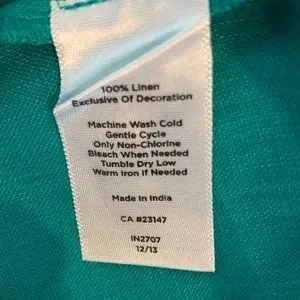 100% Linen
Exclusive Of Decoration
Machine Wash Cold
Gentle Cycle
Only Non-Chlorine
Bleach When Needed
Tumble Dry Low
Warm Iron If Needed
Made in India
CA #23147
IN2707
12/13